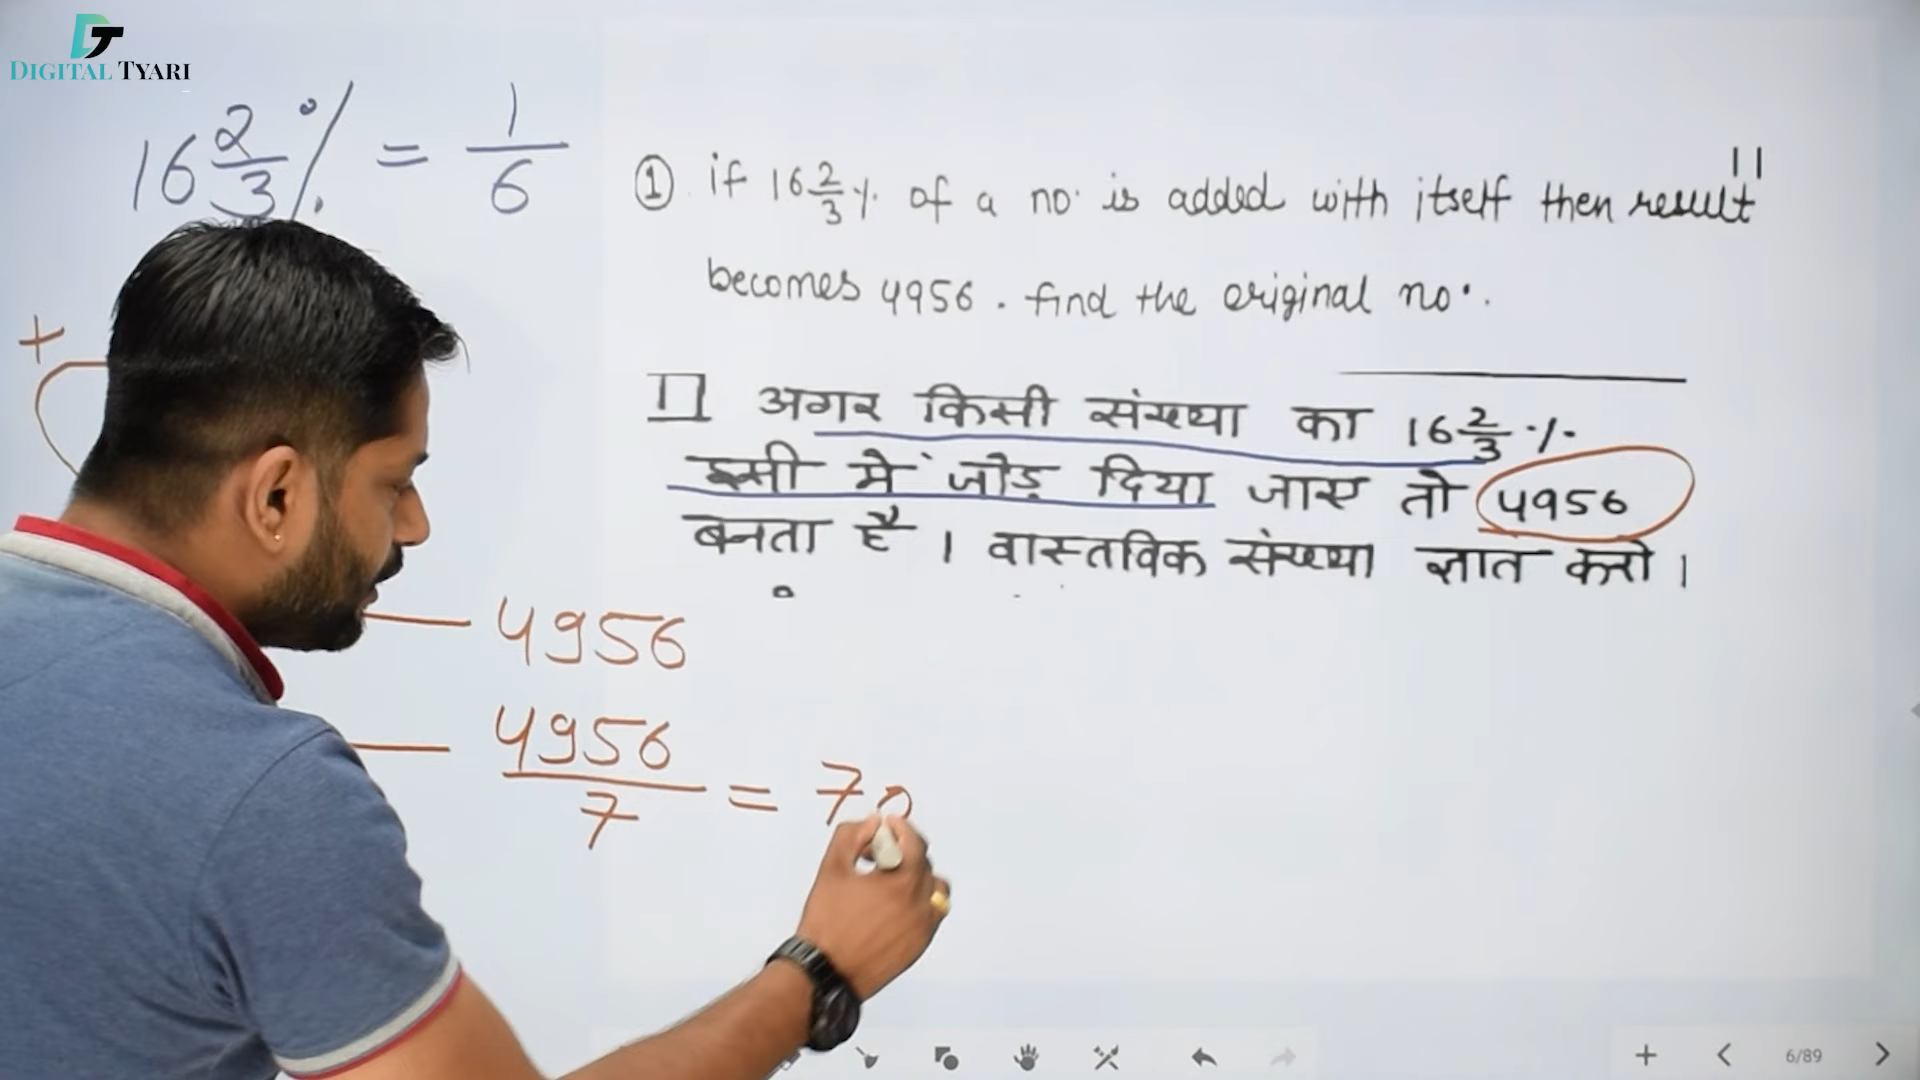 DIGITAL TYARI
16 2/3 % = 1/6
① if 16 2/3 % of a no. is added with itself then result
becomes 4956 . find the original no.
अगर किसी संख्या का 16 2/3 %
इसी में जोड़ दिया जाए तो 4956
बनता है । वास्तविक संख्या ज्ञात करो ।
+
— 4956
— 4956/7 = 70
6/89